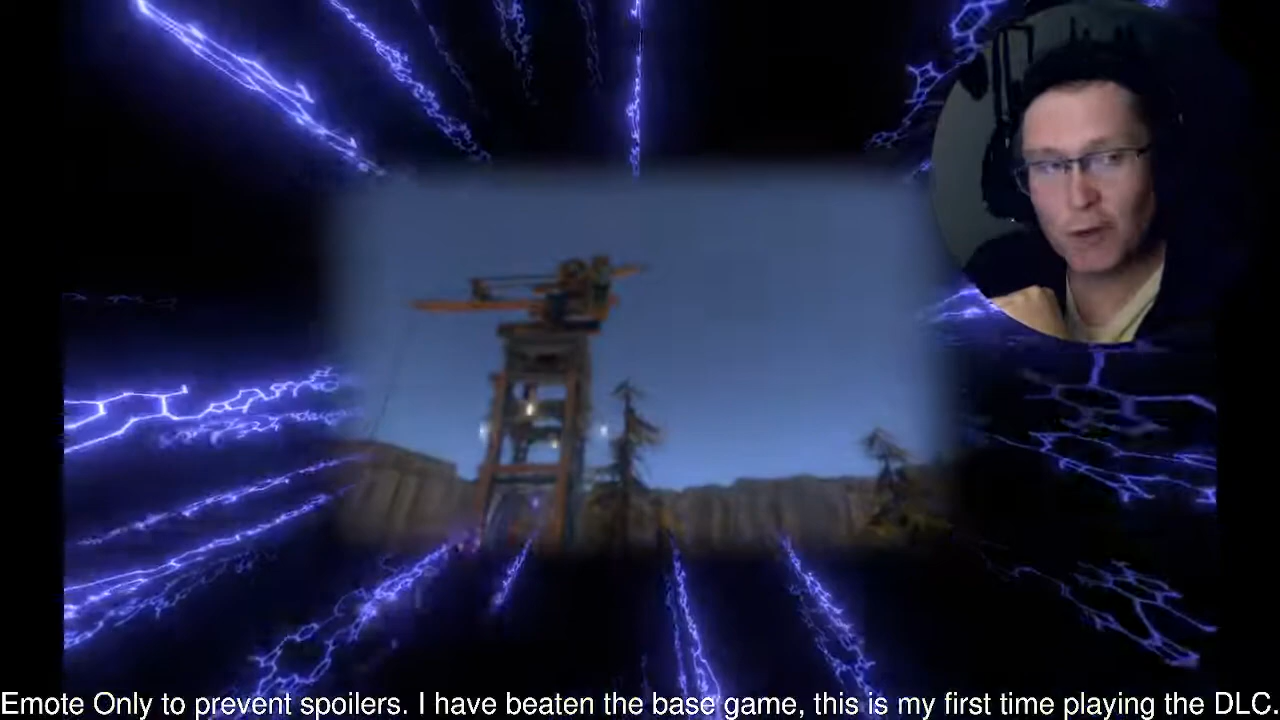 Emote Only to prevent spoilers. I have beaten the base game, this is my first time playing the DLC.